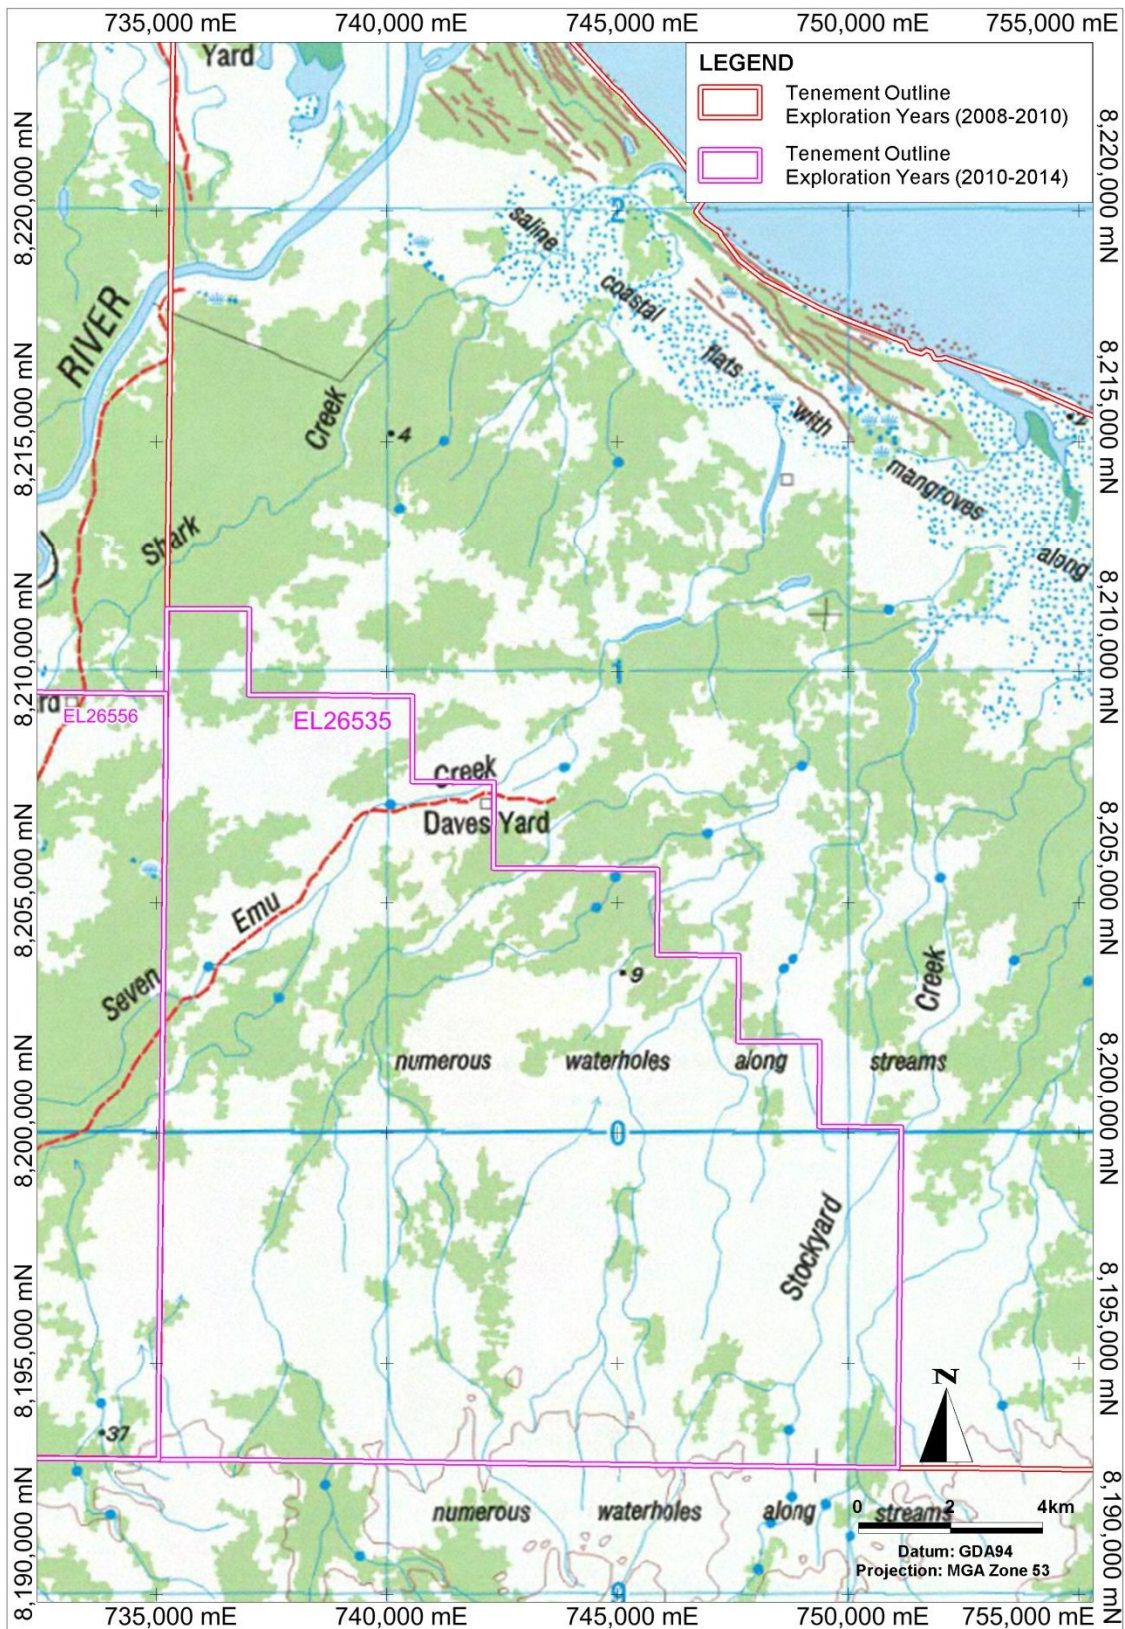 735,000 mE
740,000 mE
745,000 mE
750,000 mE
755,000 mE
LEGEND
Tenement Outline
Exploration Years (2008-2010)
Tenement Outline
Exploration Years (2010-2014)
Yard
8,220,000 mN
8,220,000 mN
2
saline
coastal
flats
with
mangroves
along
RIVER
Creek
4
8,215,000 mN
8,215,000 mN
Shark
8,210,000 mN
8,210,000 mN
1
rd
EL26556
EL26535
Creek
Daves Yard
8,205,000 mN
8,205,000 mN
Emu
Seven
9
Creek
numerous waterholes along streams
8,200,000 mN
8,200,000 mN
0
Stockyard
8,195,000 mN
8,195,000 mN
N
37
numerous waterholes along streams
0 2 4km
Datum: GDA94
Projection: MGA Zone 53
8,190,000 mN
8,190,000 mN
735,000 mE
740,000 mE
745,000 mE
750,000 mE
755,000 mE